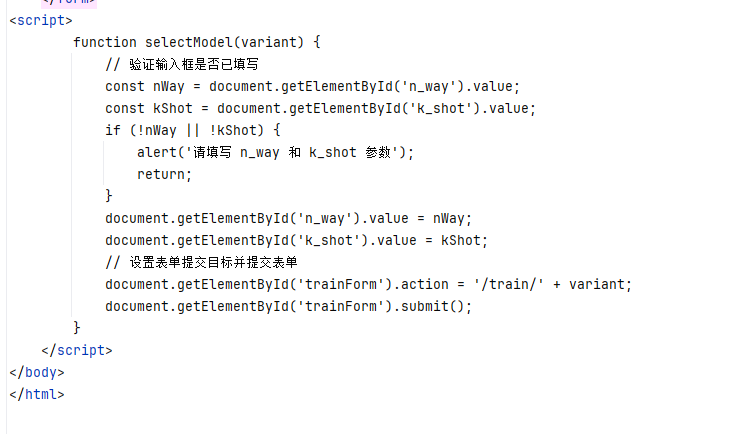 </form>
<script>
function selectModel(variant) {
// 验证输入框是否已填写
const nWay = document.getElementById('n_way').value;
const kShot = document.getElementById('k_shot').value;
if (!nWay || !kShot) {
alert('请填写 n_way 和 k_shot 参数');
return;
}
document.getElementById('n_way').value = nWay;
document.getElementById('k_shot').value = kShot;
// 设置表单提交目标并提交表单
document.getElementById('trainForm').action = '/train/' + variant;
document.getElementById('trainForm').submit();
}
</script>
</body>
</html>